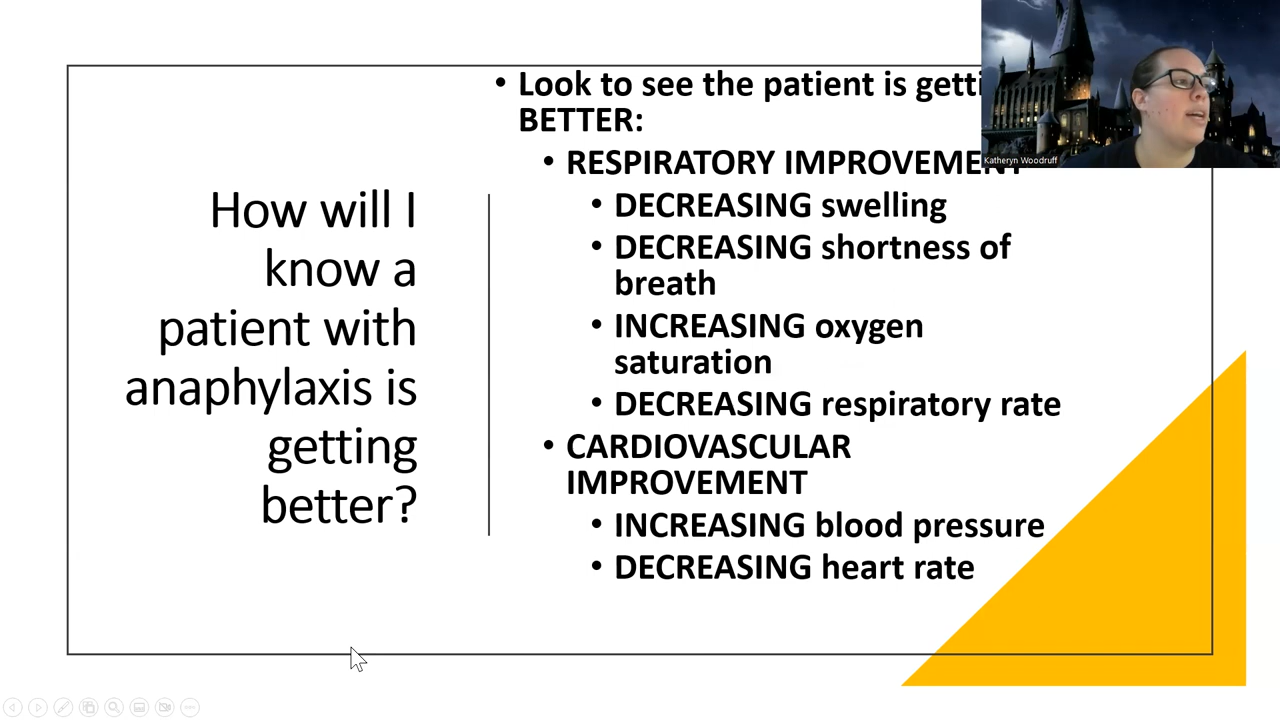 How will I
know a
patient with
anaphylaxis is
getting
better?
• Look to see the patient is
BETTER:
• RESPIRATORY
• DECREASING swelling
• DECREASING shortness of
breath
• INCREASING oxygen
saturation
• DECREASING respiratory rate
• CARDIOVASCULAR
IMPROVEMENT
• INCREASING blood pressure
• DECREASING heart rate
Katheryn Woodruff